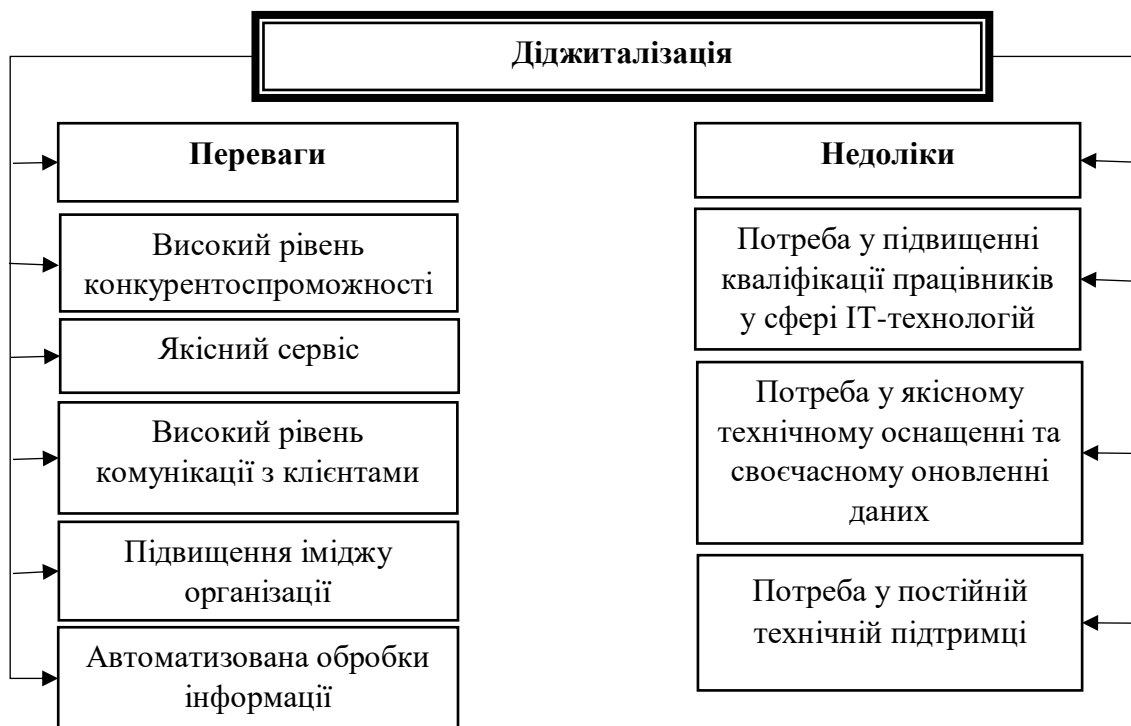 Діджиталізація
Переваги
Високий рівень
конкурентоспроможності
Якісний сервіс
Високий рівень
комунікації з клієнтами
Підвищення іміджу
організації
Автоматизована обробки
інформації
Недоліки
Потреба у підвищенні
кваліфікації працівників
у сфері ІТ-технологій
Потреба у якісному
технічному оснащенні та
своєчасному оновленні
даних
Потреба у постійній
технічній підтримці